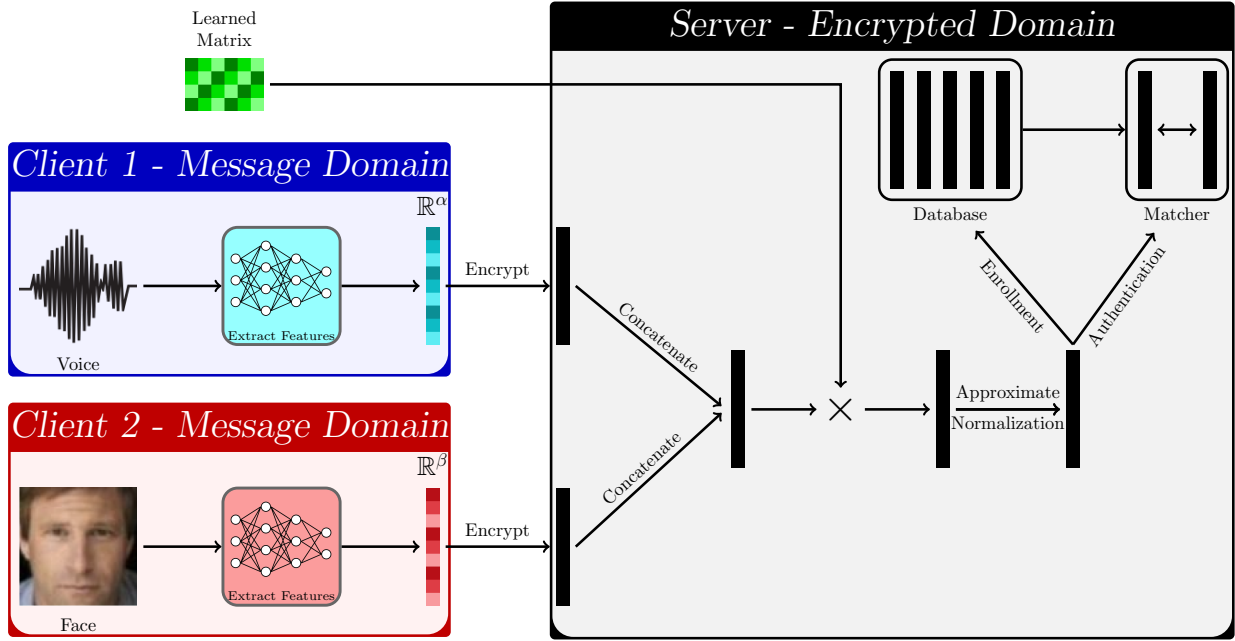 Learned
Matrix
Server - Encrypted Domain
Database
Matcher
Client 1 - Message Domain
ℝ^α
Voice
Extract Features
Encrypt
Concatenate
Enrollment
Authentication
×
Approximate
Normalization
Client 2 - Message Domain
ℝ^β
Face
Extract Features
Encrypt
Concatenate